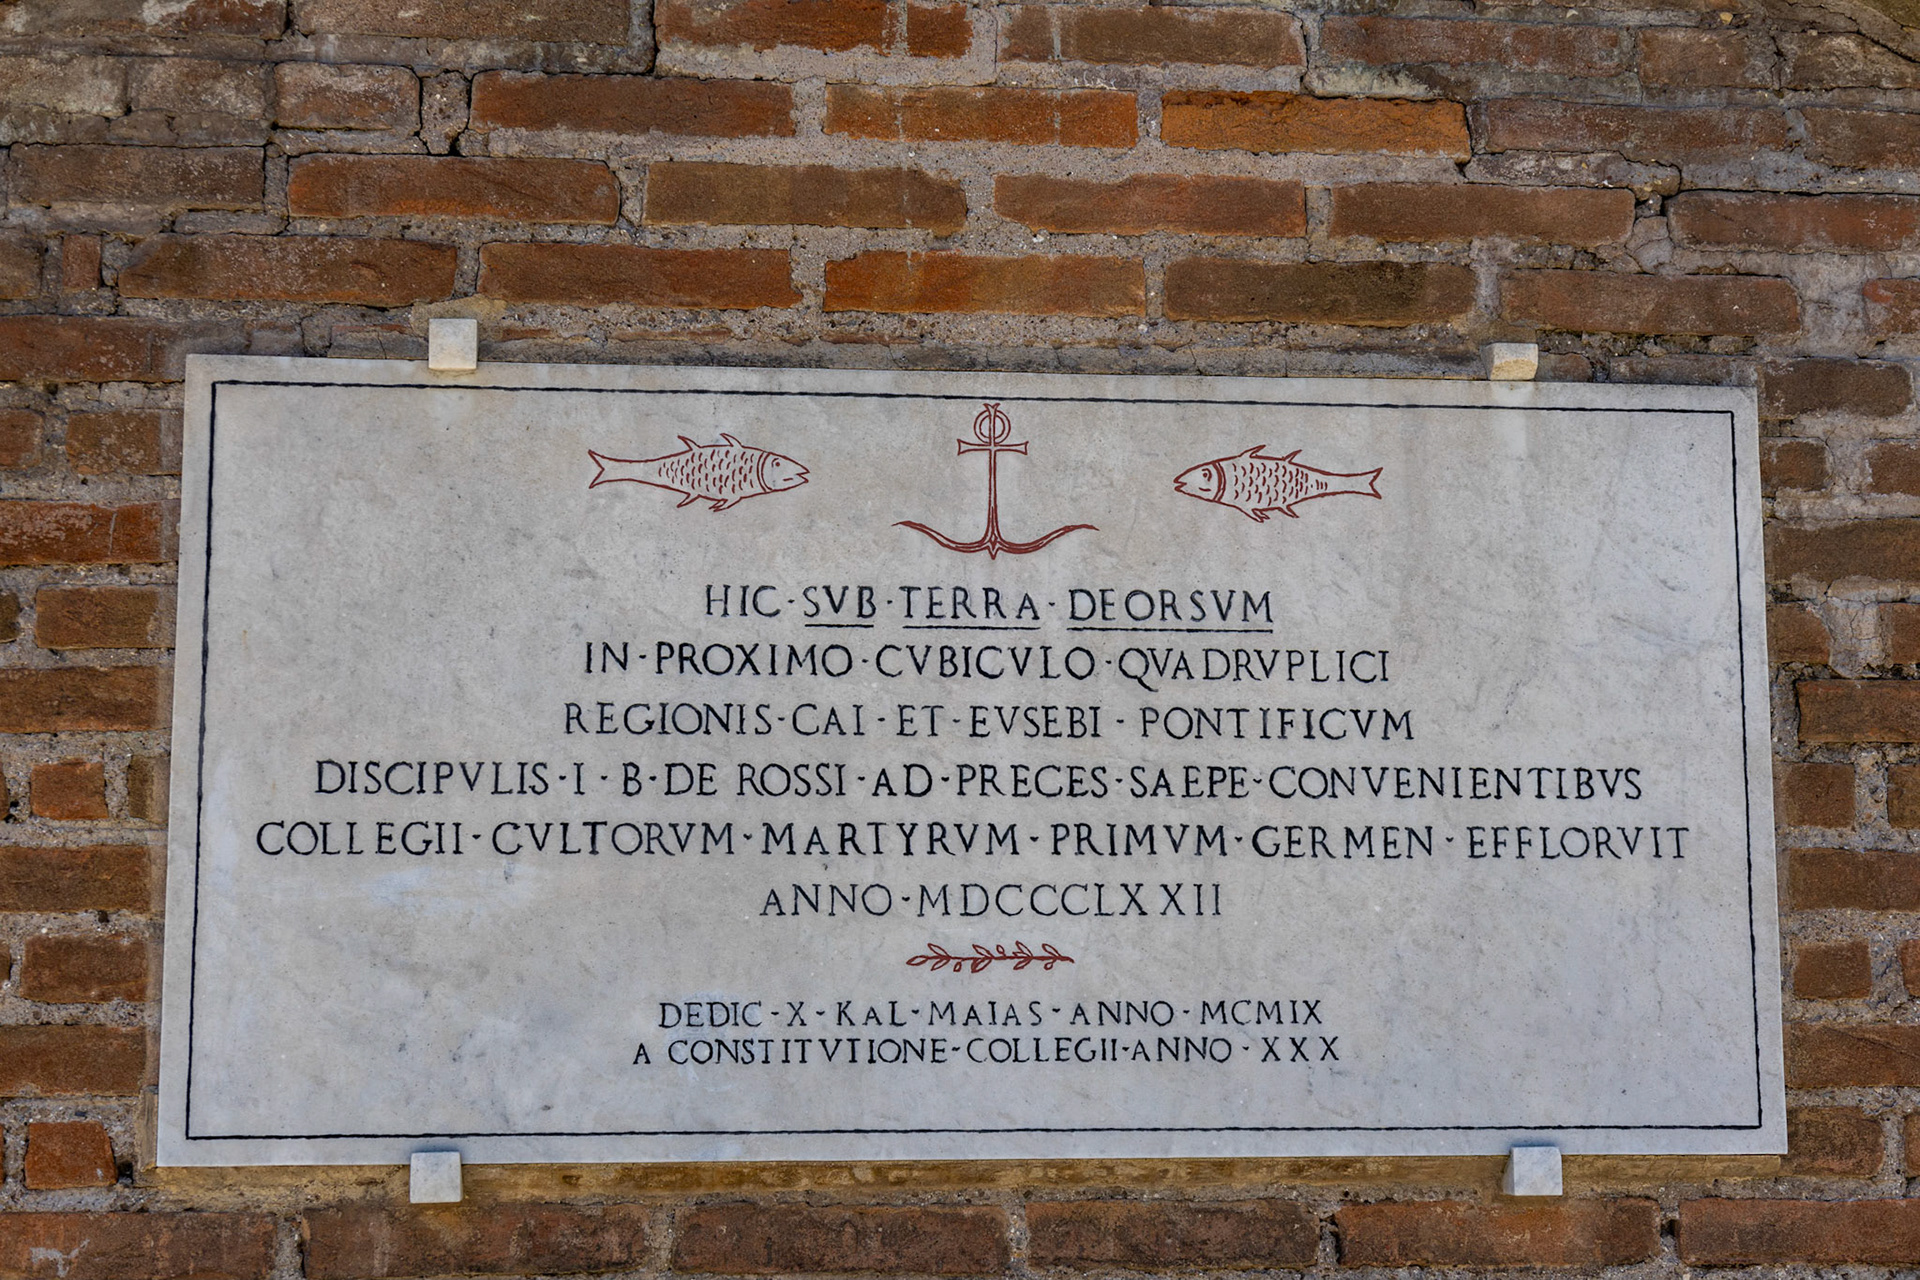 HIC·SVB·TERRA·DEORSVM
IN·PROXIMO·CVBICVLO·QVADRVPLICI
REGIONIS·CAI·ET·EVSEBI·PONTIFICVM
DISCIPVLIS·I·B·DE ROSSI·AD·PRECES·SAEPE·CONVENIENTIBVS
COLLEGII·CVLTORVM·MARTYRVM·PRIMVM·GERMEN·EFFLORVIT
ANNO·MDCCCLXXII
DEDIC·X·KAL·MAIAS·ANNO·MCMIX
A CONSTITVTIONE·COLLEGII·ANNO·XXX